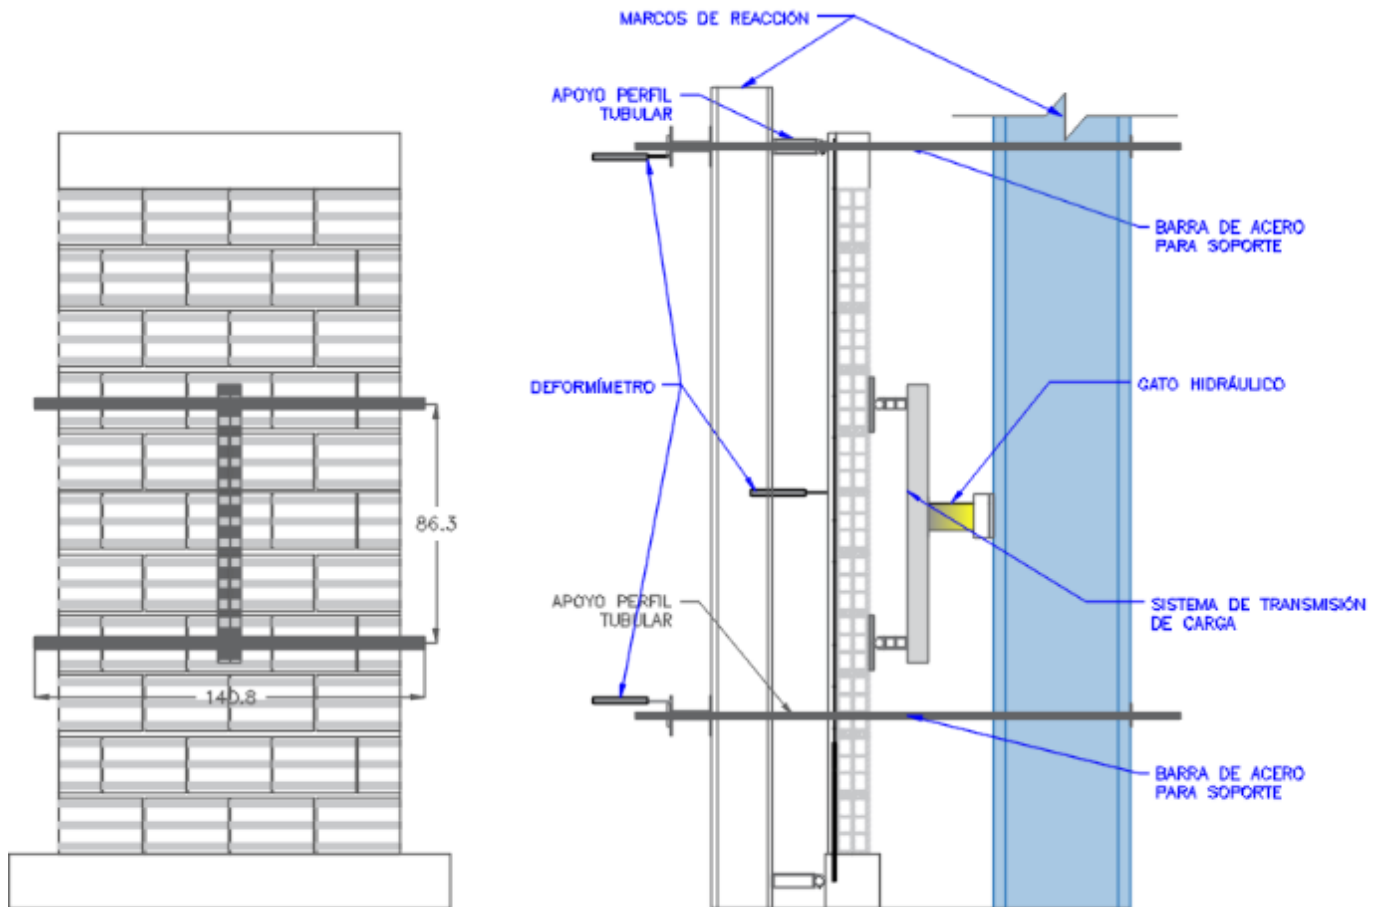 MARCOS DE REACCIÓN
APOYO PERFIL
TUBULAR
BARRA DE ACERO
PARA SOPORTE
DEFORMÍMETRO
GATO HIDRÁULICO
86.3
APOYO PERFIL
TUBULAR
SISTEMA DE TRANSMISIÓN
DE CARGA
140.8
BARRA DE ACERO
PARA SOPORTE